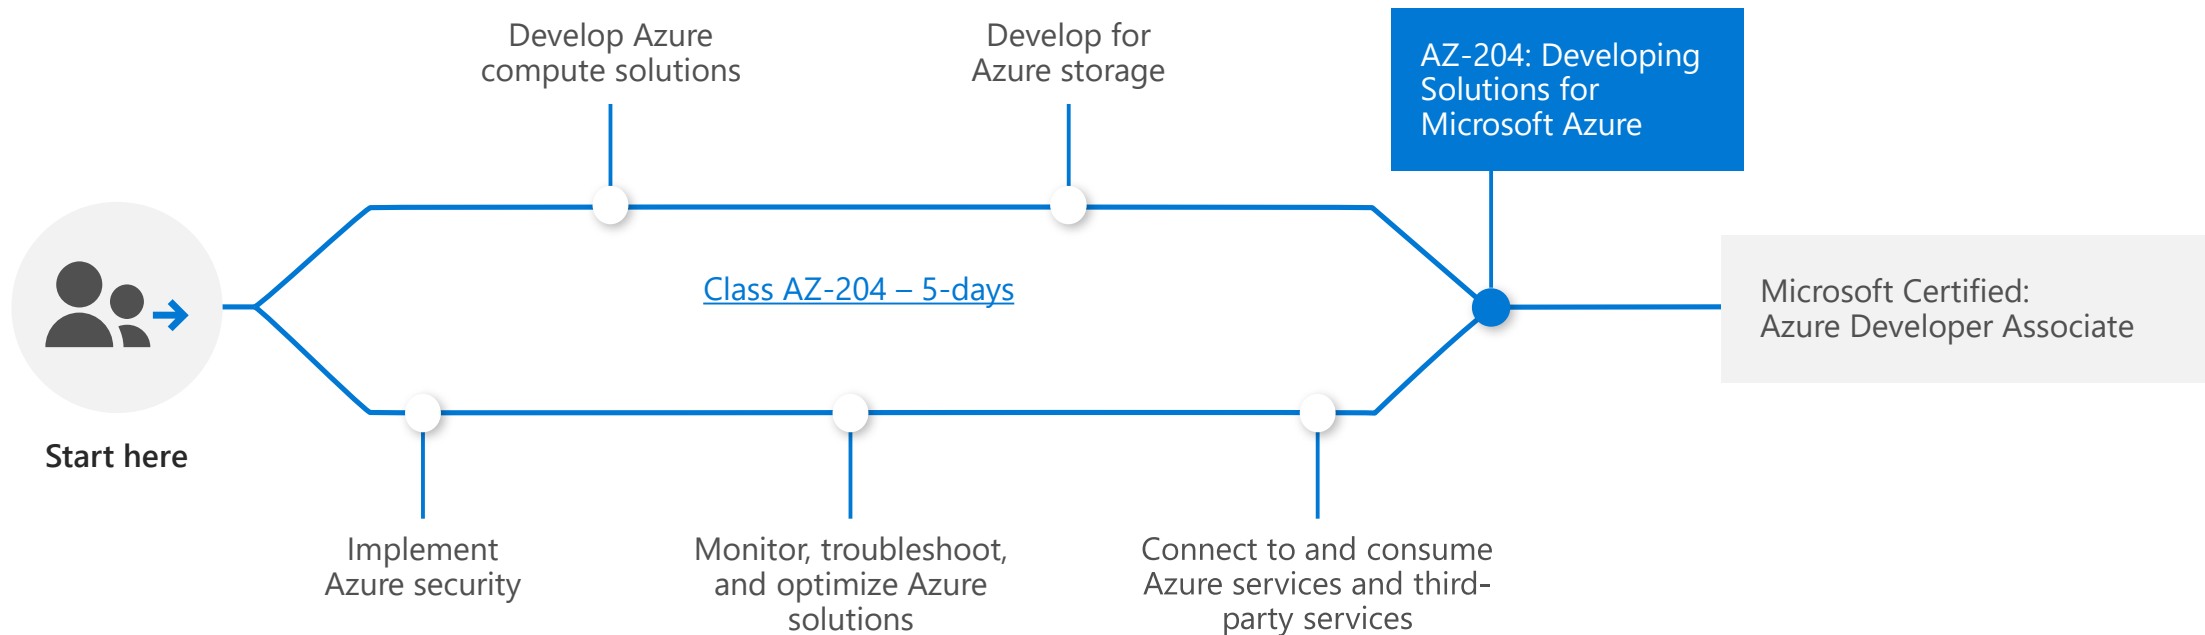 Develop Azure
compute solutions
Develop for
Azure storage
AZ-204: Developing
Solutions for
Microsoft Azure
Class AZ-204 – 5-days
Microsoft Certified:
Azure Developer Associate
Start here
Implement
Azure security
Monitor, troubleshoot,
and optimize Azure
solutions
Connect to and consume
Azure services and third-
party services